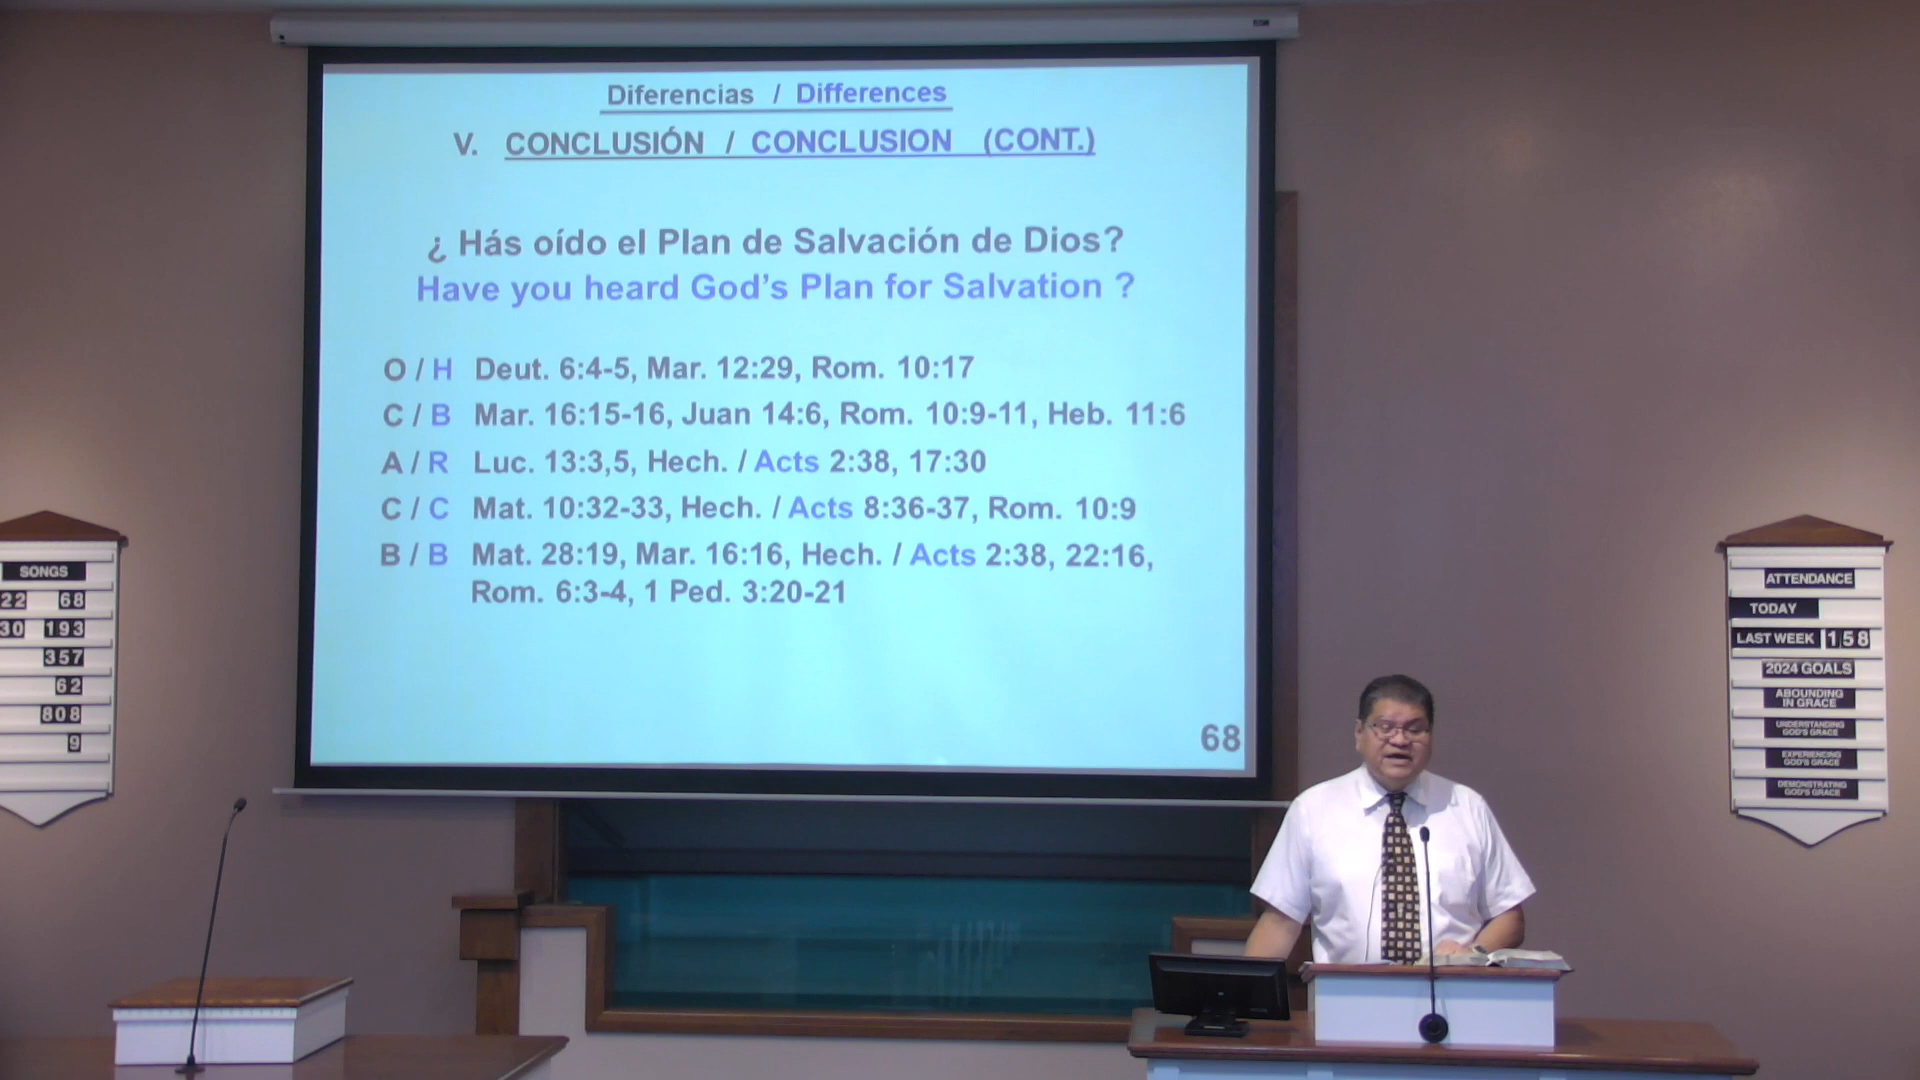 Diferencias / Differences
V. CONCLUSIÓN / CONCLUSION (CONT.)
¿ Hás oído el Plan de Salvación de Dios?
Have you heard God's Plan for Salvation ?
O / H Deut. 6:4-5, Mar. 12:29, Rom. 10:17
C / B Mar. 16:15-16, Juan 14:6, Rom. 10:9-11, Heb. 11:6
A / R Luc. 13:3,5, Hech. / Acts 2:38, 17:30
C / C Mat. 10:32-33, Hech. / Acts 8:36-37, Rom. 10:9
B / B Mat. 28:19, Mar. 16:16, Hech. / Acts 2:38, 22:16,
Rom. 6:3-4, 1 Ped. 3:20-21
68
SONGS
22 68
30 193
357
62
808
9
ATTENDANCE
TODAY
LAST WEEK 158
2024 GOALS
ABOUNDING
IN GRACE
UNDERSTANDING
GOD'S GRACE
EXPERIENCING
GOD'S GRACE
DEMONSTRATING
GOD'S GRACE